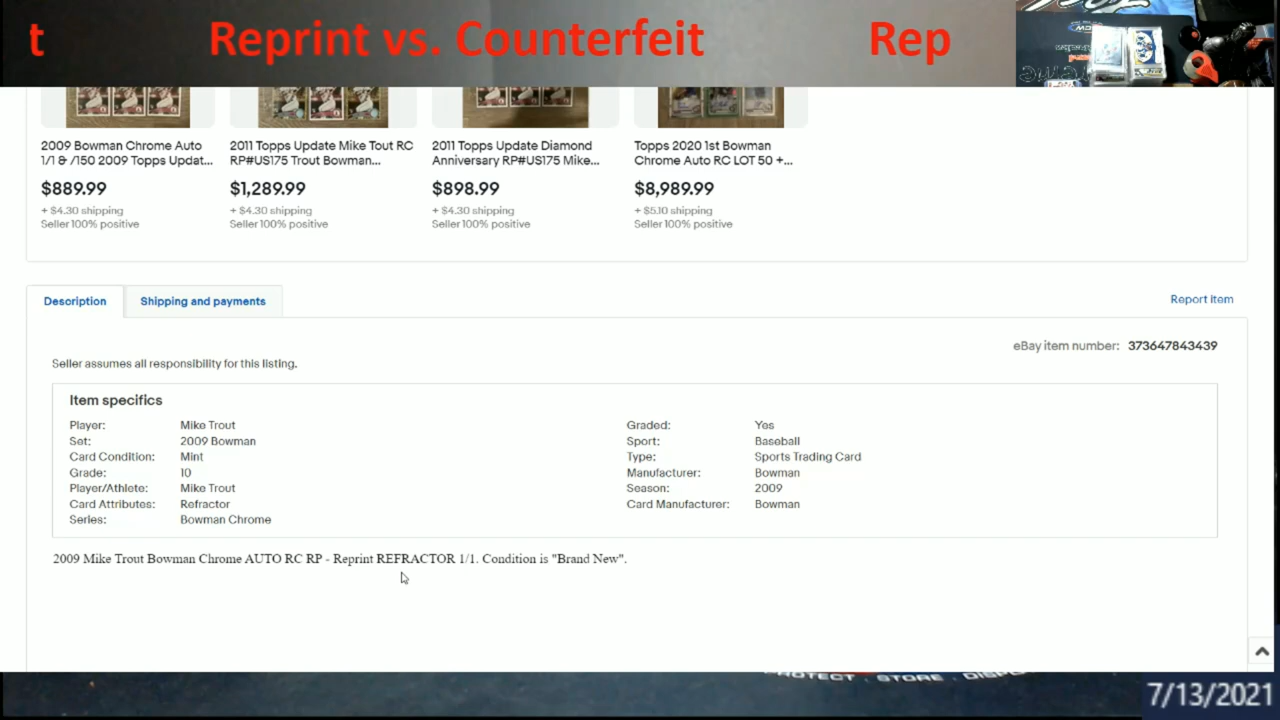 t Reprint vs. Counterfeit Rep
2009 Bowman Chrome Auto
1/1 & /150 2009 Topps Updat...
$889.99
+ $4.30 shipping
Seller 100% positive
2011 Topps Update Mike Tout RC
RP#US175 Trout Bowman...
$1,289.99
+ $4.30 shipping
Seller 100% positive
2011 Topps Update Diamond
Anniversary RP#US175 Mike...
$898.99
+ $4.30 shipping
Seller 100% positive
Topps 2020 1st Bowman
Chrome Auto RC LOT 50 +...
$8,989.99
+ $5.10 shipping
Seller 100% positive
Description
Shipping and payments
Report item
eBay item number: 373647843439
Seller assumes all responsibility for this listing.
Item specifics
Player: Mike Trout
Set: 2009 Bowman
Card Condition: Mint
Grade: 10
Player/Athlete: Mike Trout
Card Attributes: Refractor
Series: Bowman Chrome
Graded: Yes
Sport: Baseball
Type: Sports Trading Card
Manufacturer: Bowman
Season: 2009
Card Manufacturer: Bowman
2009 Mike Trout Bowman Chrome AUTO RC RP - Reprint REFRACTOR 1/1. Condition is "Brand New".
STORE
7/13/2021